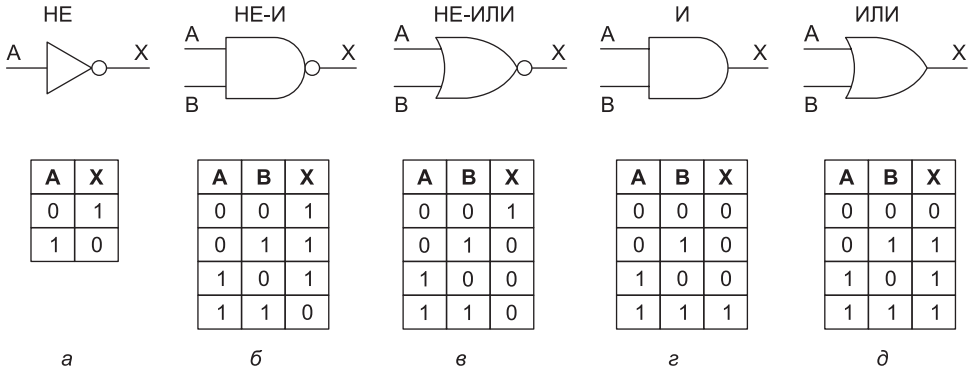 НЕ НЕ-И НЕ-ИЛИ И ИЛИ
A X A X A X A X A X
B B B B
A X A B X A B X A B X A B X
0 1 0 0 1 0 0 1 0 0 0 0 0 0
1 0 0 1 1 0 1 0 0 1 0 0 1 1
1 0 1 1 0 0 1 0 0 1 0 1
1 1 0 1 1 0 1 1 1 1 1 1
а б в г д